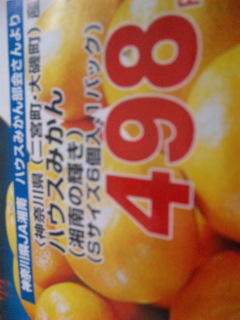 神奈川県JA湘南　ハウスみかん部会さんより
《神奈川県（二宮町・大磯町）産
ハウスみかん
（湘南の輝き）
（Sサイズ6個入・1パック）
498